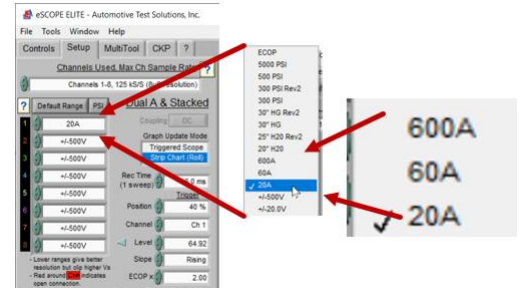 eSCOPE ELITE - Automotive Test Solutions, Inc.
File Tools Window Help
Controls Setup MultiTool CKP ?
Channels Used, Max Ch Sample Rate ?
Channels 1-8, 125 kS/S
? Default Range PSI Dual A & Stacked
Coupling DC
1 20A
Graph Update Mode
2 +/-500V
Triggered Scope
Strip Chart (Roll)
3 +/-500V
4 +/-500V
Rec Time
(1 sweep) ms
Trigger
5 +/-500V
Position 40 %
6 +/-500V
Channel Ch 1
7 +/-500V
Level 64.92
8 +/-500V
Slope Rising
- Lower ranges give better
resolution but clip higher Vs
- Red around indicates
open connection.
ECOP x 2.00
ECOP
5000 PSI
500 PSI
300 PSI Rev2
300 PSI
30" HG Rev2
30" HG
25" H20 Rev2
20" H20
600A
60A
✓ 20A
+/-500V
+/-20.0V
600A
60A
✓ 20A